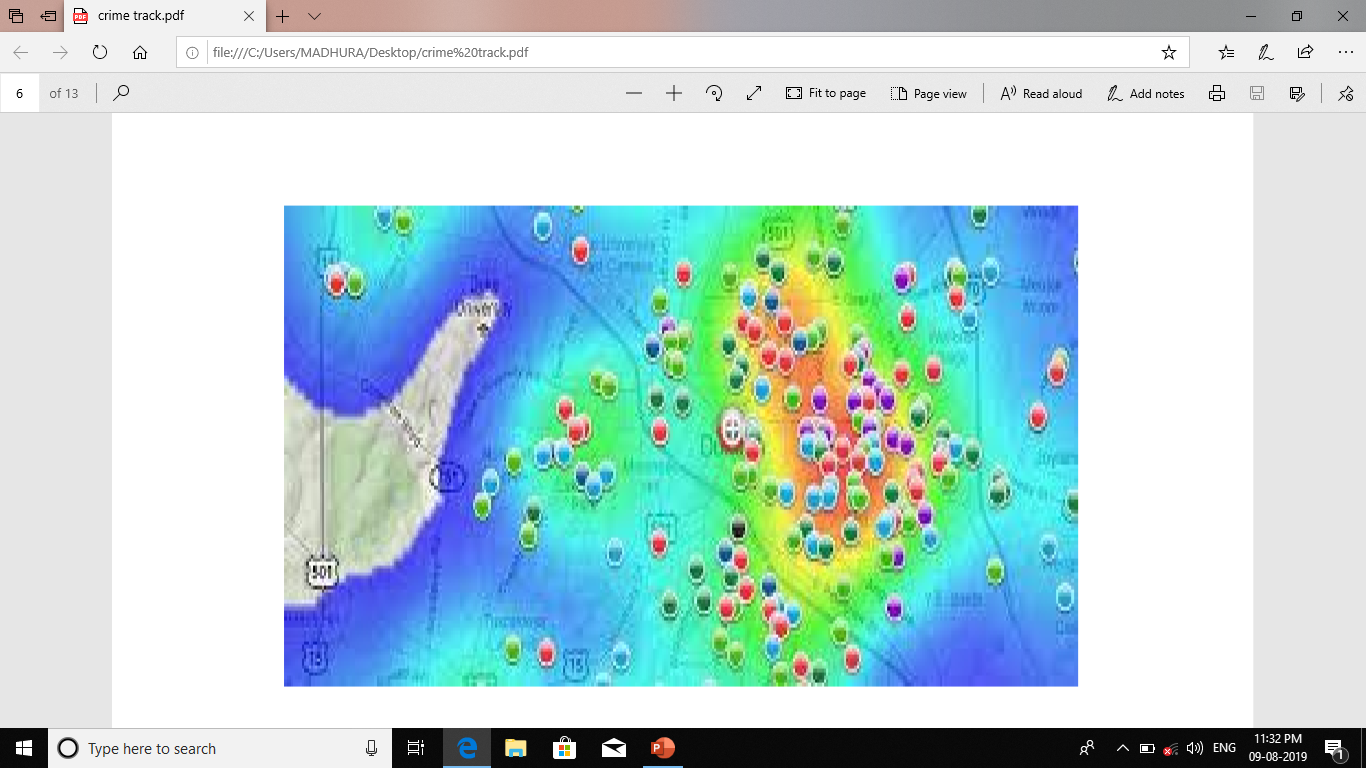 crime track.pdf
file:///C:/Users/MADHURA/Desktop/crime%20track.pdf
6 of 13
Fit to page
Page view
Read aloud
Add notes
501
Duke
University
751
501
15
15
Type here to search
ENG
11:32 PM
09-08-2019
1